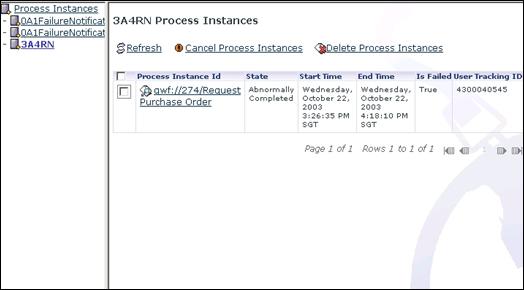 Process Instances
0A1FailureNotificat
0A1FailureNotificat
3A4RN
3A4RN Process Instances
Refresh Cancel Process Instances Delete Process Instances
Process Instance Id State Start Time End Time Is Failed User Tracking ID
qwf://274/Request Purchase Order
Abnormally Completed
Wednesday, October 22, 2003 3:26:35 PM SGT
Wednesday, October 22, 2003 4:18:10 PM SGT
True
4300040545
Page 1 of 1 Rows 1 to 1 of 1
1